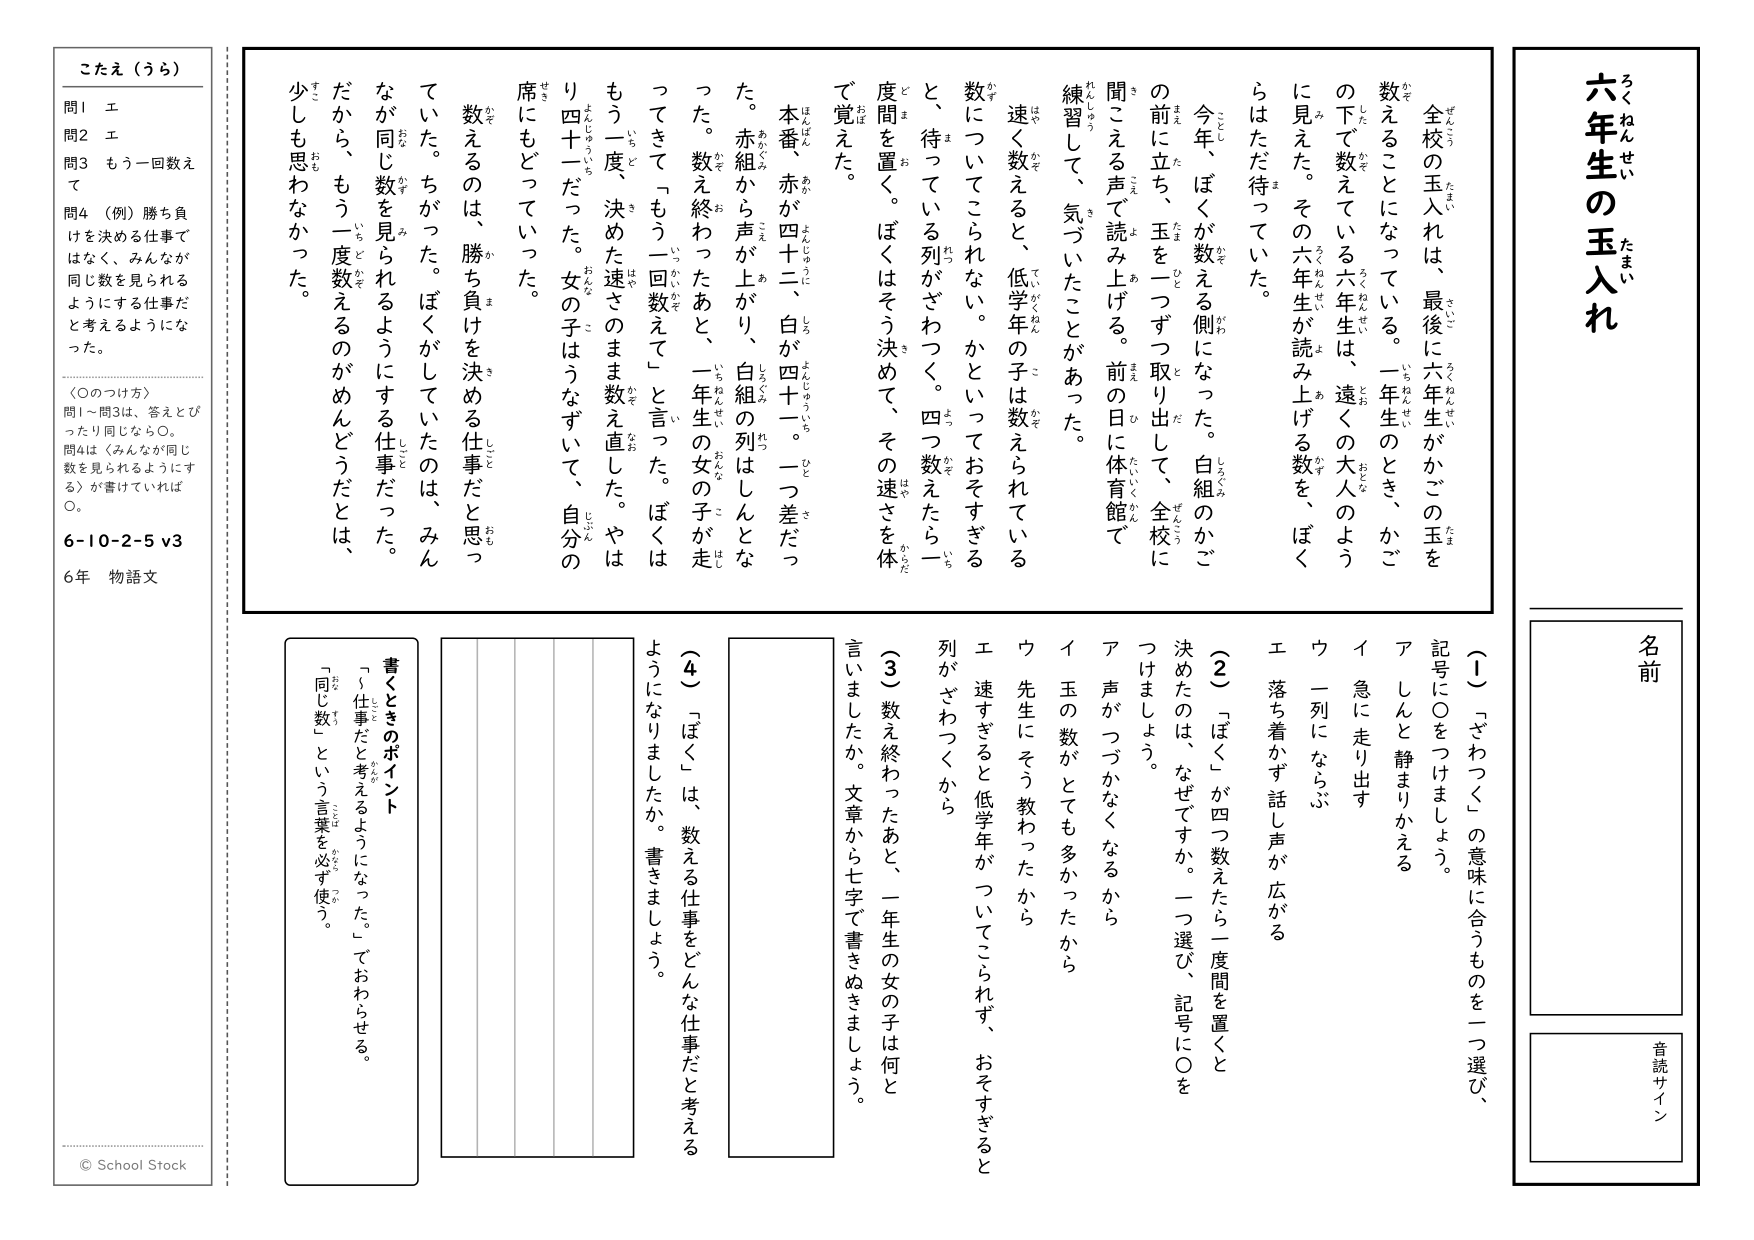 六年生の玉入れ
ろくねんせい たまい
名前
音読サイン
全校の玉入れは、最後に六年生がかごの玉を
数えることになっている。一年生のとき、かご
の下で数えている六年生は、遠くの大人のよう
に見えた。その六年生が読み上げる数を、ぼく
らはただ待っていた。
今年、ぼくが数える側になった。白組のかご
の前に立ち、玉を一つずつ取り出して、全校に
聞こえる声で読み上げる。前の日に体育館で
練習して、気づいたことがあった。
速く数えると、低学年の子は数えられている
数についてこられない。かといっておそすぎる
と、待っている列がざわつく。四つ数えたら一
度間を置く。ぼくはそう決めて、その速さを体
で覚えた。
本番、赤が四十二、白が四十一。一つ差だっ
た。赤組から声が上がり、白組の列はしんとな
った。数え終わったあと、一年生の女の子が走
ってきて「もう一回数えて」と言った。ぼくは
もう一度、決めた速さのまま数え直した。やは
り四十一だった。女の子はうなずいて、自分の
席にもどっていった。
数えるのは、勝ち負けを決める仕事だと思っ
ていた。ちがった。ぼくがしていたのは、みん
なが同じ数を見られるようにする仕事だった。
だから、もう一度数えるのがめんどうだとは、
少しも思わなかった。
(1)「ざわつく」の意味に合うものを一つ選び、
記号に〇をつけましょう。
ア しんと 静まりかえる
イ 急に 走り出す
ウ 一列に ならぶ
エ 落ち着かず 話し声が 広がる
(2)「ぼく」が四つ数えたら一度間を置くと
決めたのは、なぜですか。一つ選び、記号に〇を
つけましょう。
ア 声が つづかなく なる から
イ 玉の 数が とても 多かった から
ウ 先生に そう 教わった から
エ 速すぎると 低学年が ついてこられず、おそすぎると
列が ざわつく から
(3)数え終わったあと、一年生の女の子は何と
言いましたか。文章から七字で書きぬきましょう。
(4)「ぼく」は、数える仕事をどんな仕事だと考える
ようになりましたか。書きましょう。
書くときのポイント
「〜仕事だと考えるようになった。」でおわらせる。
「同じ数」という言葉を必ず使う。
こたえ（うら）
問1 エ
問2 エ
問3 もう一回数え
て
問4 （例）勝ち負
けを決める仕事で
はなく、みんなが
同じ数を見られる
ようにする仕事だ
と考えるようにな
った。
〈〇のつけ方〉
問1〜問3は、答えとぴ
ったり同じなら〇。
問4は〈みんなが同じ
数を見られるようにす
る〉が書けていれば
〇。
6-10-2-5 v3
6年 物語文
© School Stock